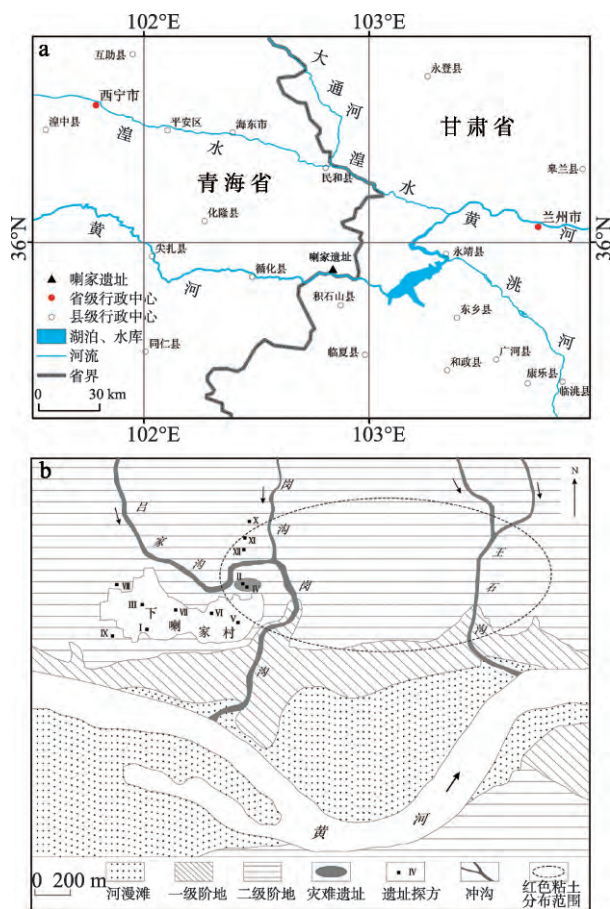 102°E 103°E
a
互助县
大通河
永登县
西宁市
湟中县
平安区
海东市
湟水
湟水
甘肃省
民和县
皋兰县
青海省
化隆县
黄河
兰州市
36°N 36°N
黄河
尖扎县
循化县
喇家遗址
永靖县
洮河
积石山县
东乡县
同仁县
临夏县
和政县
广河县
康乐县
临洮县
喇家遗址
省级行政中心
县级行政中心
湖泊、水库
河流
省界
0 30 km
102°E 103°E
b
N
吕家沟
岗沟
X
XI
XII
II
IV
VIII
III
VII
VI
V
I
IX
下喇家村
岗沟
王石沟
黄河
0 200 m
河漫滩 一级阶地 二级阶地 灾难遗址 IV 遗址探方 冲沟 红色粘土
分布范围